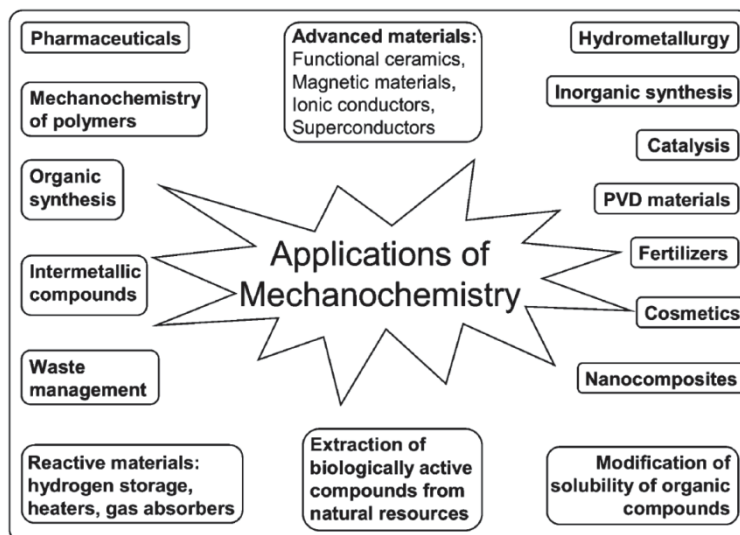 Pharmaceuticals
Mechanochemistry
of polymers
Organic
synthesis
Intermetallic
compounds
Waste
management
Reactive materials:
hydrogen storage,
heaters, gas absorbers
Advanced materials:
Functional ceramics,
Magnetic materials,
Ionic conductors,
Superconductors
Applications of
Mechanochemistry
Extraction of
biologically active
compounds from
natural resources
Hydrometallurgy
Inorganic synthesis
Catalysis
PVD materials
Fertilizers
Cosmetics
Nanocomposites
Modification of
solubility of organic
compounds